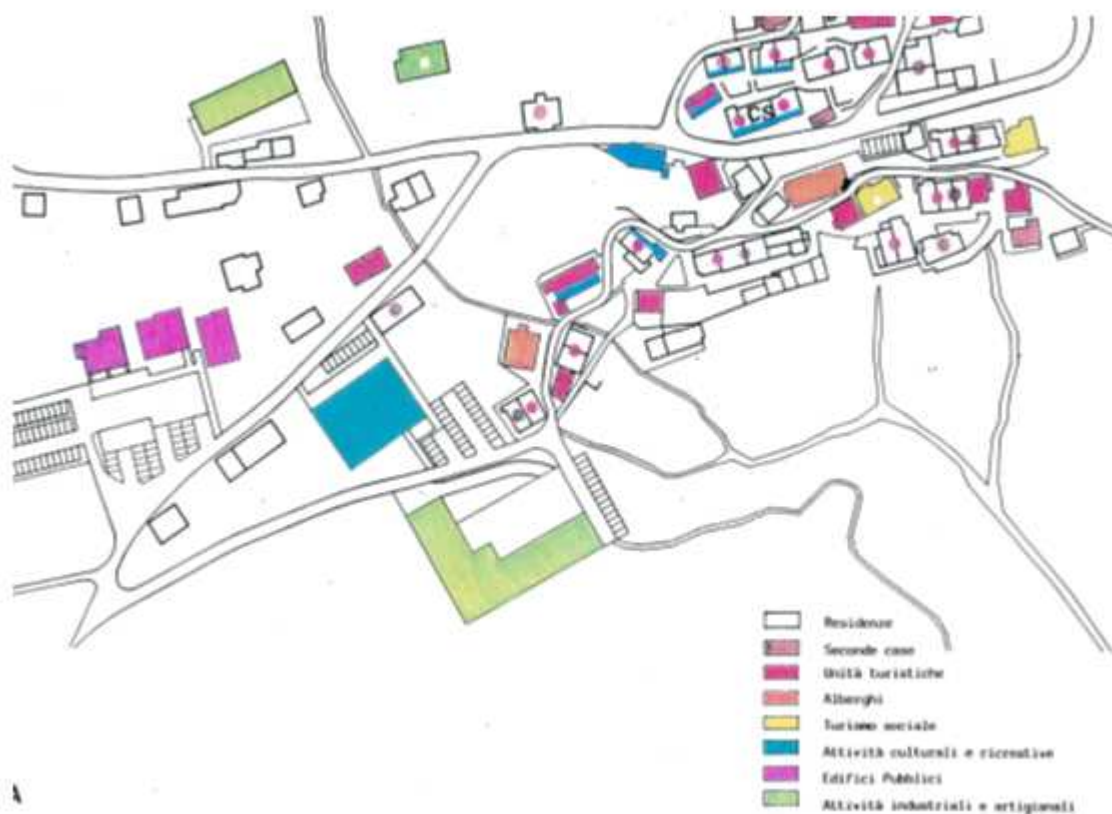 Cs
Residenze
Seconde case
Unità turistiche
Alberghi
Turismo sociale
Attività culturali e ricreative
Edifici Pubblici
Attività industriali e artigianali
A